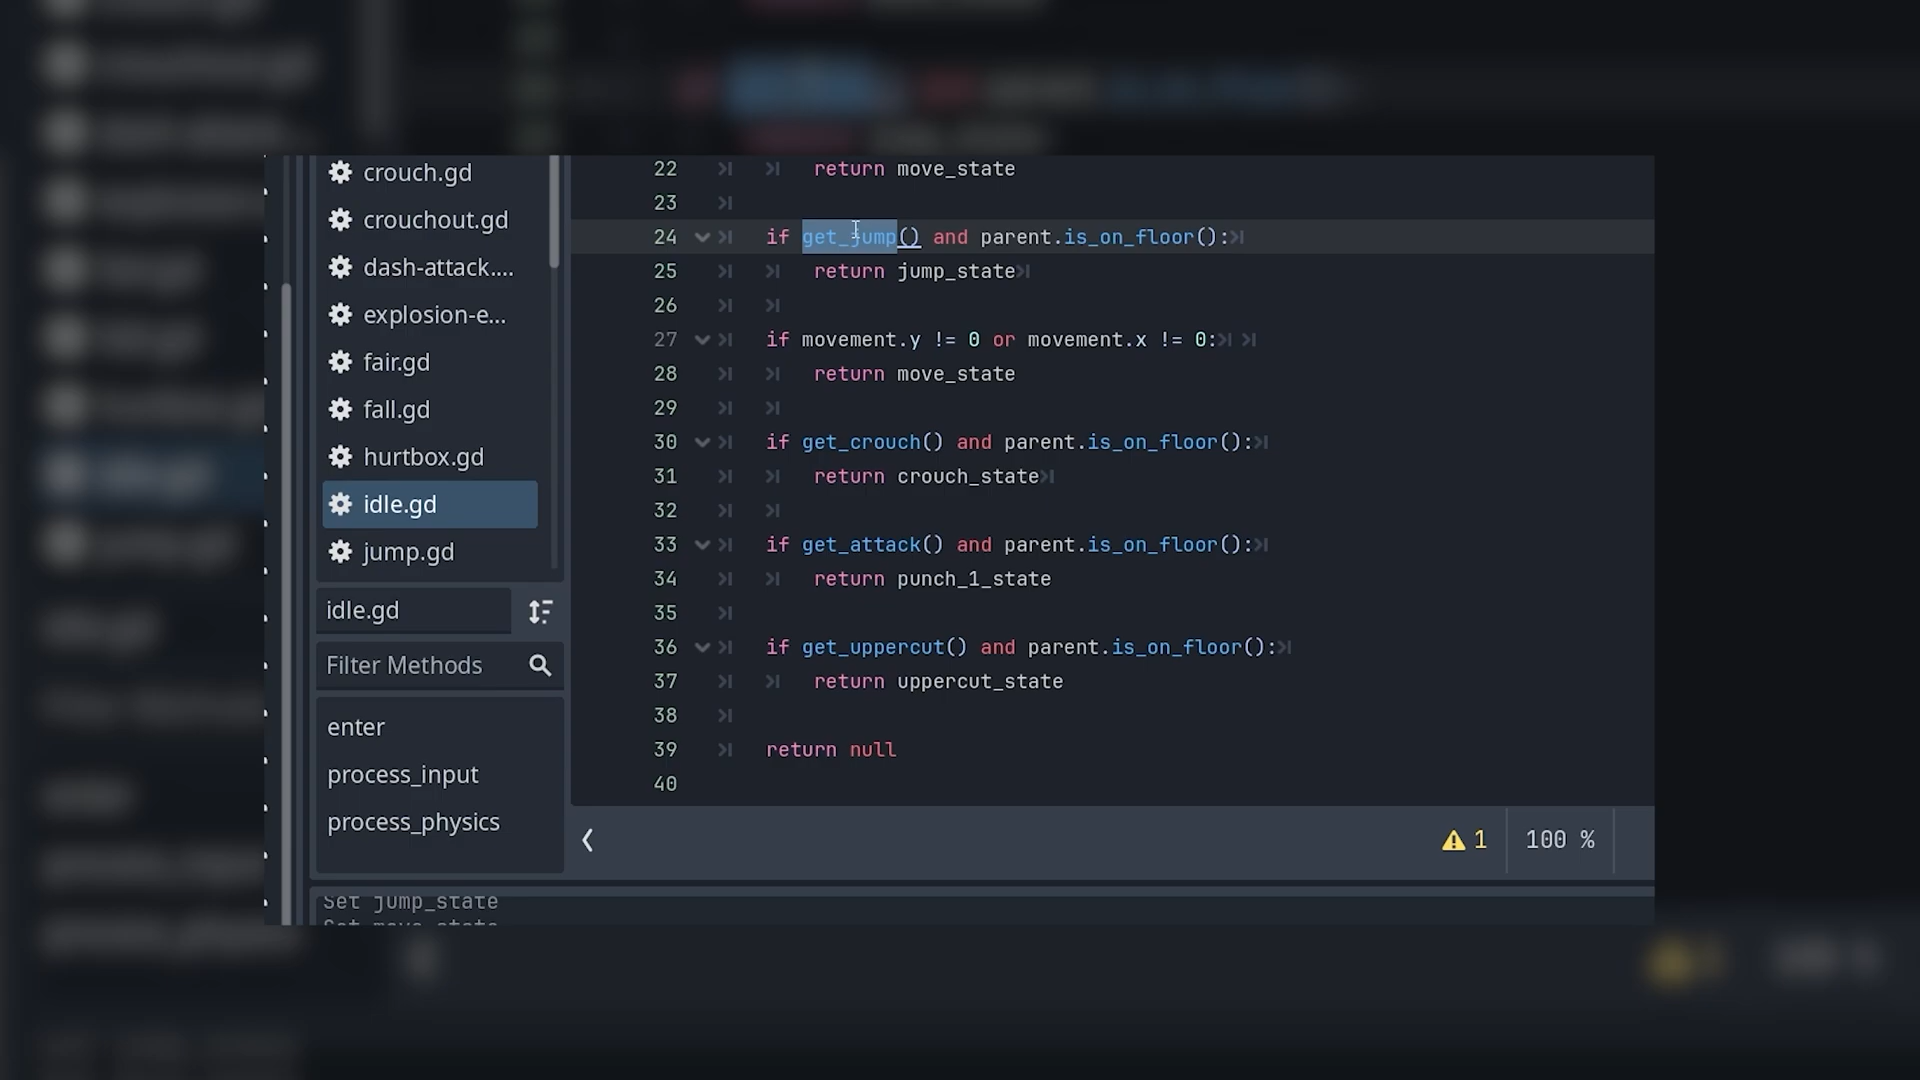 crouch.gd
crouchout.gd
dash-attack....
explosion-e...
fair.gd
fall.gd
hurtbox.gd
idle.gd
jump.gd
idle.gd
Filter Methods
enter
process_input
process_physics
22 return move_state
23
24 if get_jump() and parent.is_on_floor():
25 return jump_state
26
27 if movement.y != 0 or movement.x != 0:
28 return move_state
29
30 if get_crouch() and parent.is_on_floor():
31 return crouch_state
32
33 if get_attack() and parent.is_on_floor():
34 return punch_1_state
35
36 if get_uppercut() and parent.is_on_floor():
37 return uppercut_state
38
39 return null
40
1 100 %
Set jump_state
Set move_state